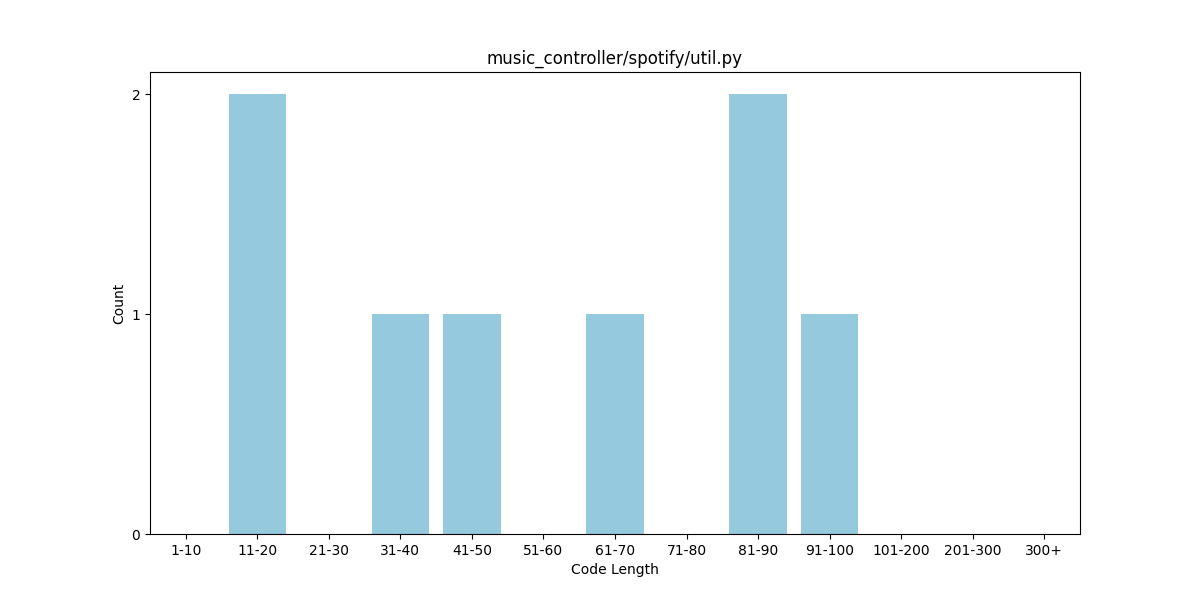 music_controller/spotify/util.py
Count
2
1
0
1-10 11-20 21-30 31-40 41-50 51-60 61-70 71-80 81-90 91-100 101-200 201-300 300+
Code Length